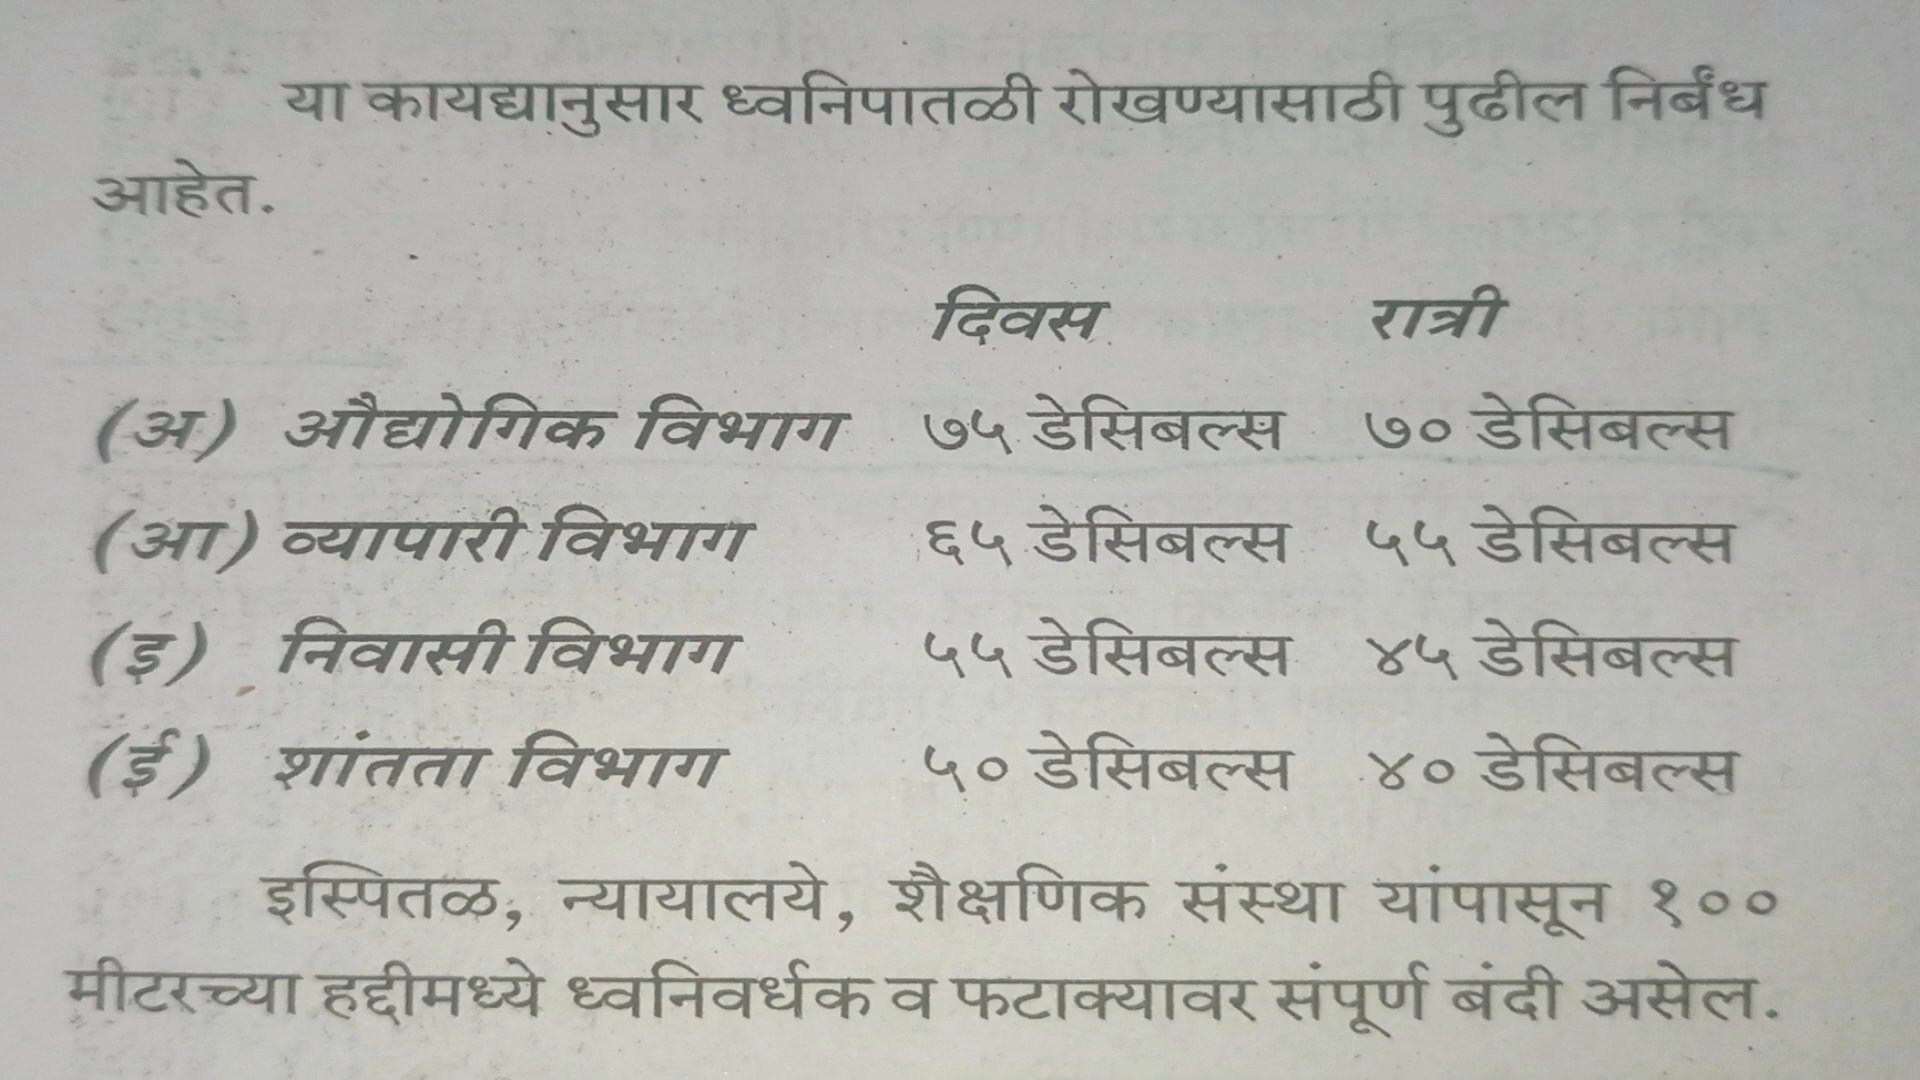 या कायद्यानुसार ध्वनिपातळी रोखण्यासाठी पुढील निर्बंध
आहेत.
दिवस रात्री
(अ) औद्योगिक विभाग ७५ डेसिबल्स ७० डेसिबल्स
(आ) व्यापारी विभाग ६५ डेसिबल्स ५५ डेसिबल्स
(इ) निवासी विभाग ५५ डेसिबल्स ४५ डेसिबल्स
(ई) शांतता विभाग ५० डेसिबल्स ४० डेसिबल्स
इस्पितळ, न्यायालये, शैक्षणिक संस्था यांपासून १००
मीटरच्या हद्दीमध्ये ध्वनिवर्धक व फटाक्यावर संपूर्ण बंदी असेल.